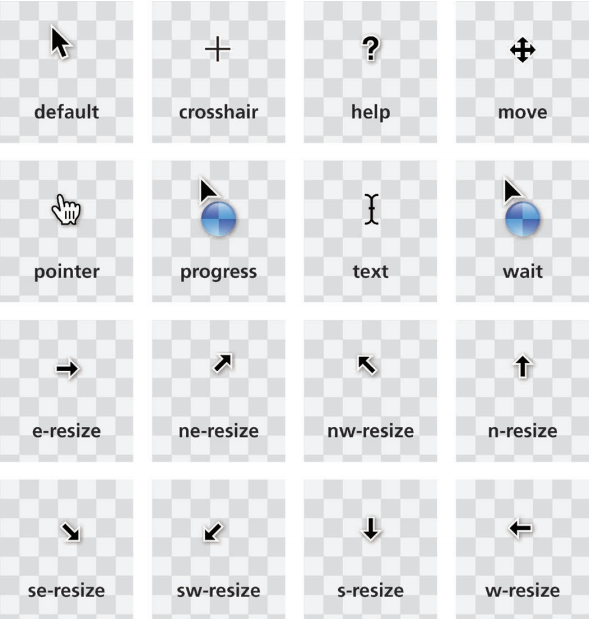 default
crosshair
help
move
pointer
progress
text
wait
e-resize
ne-resize
nw-resize
n-resize
se-resize
sw-resize
s-resize
w-resize